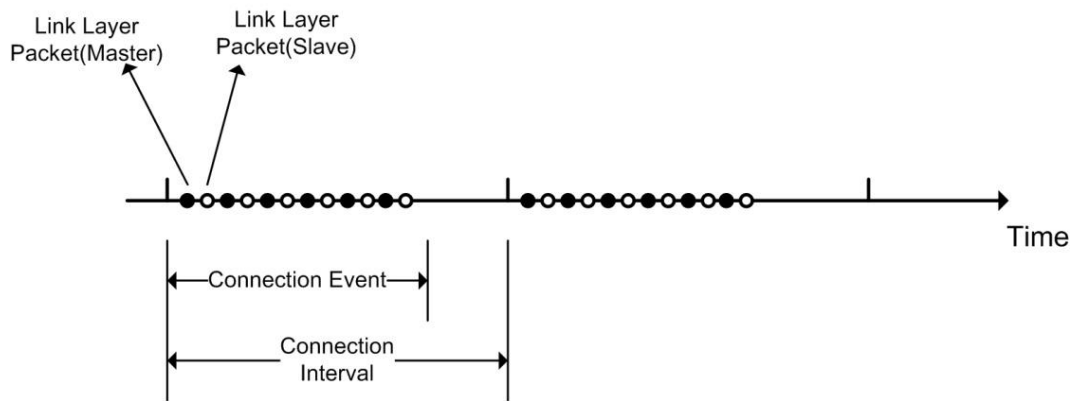 Link Layer
Packet(Master)
Link Layer
Packet(Slave)
Time
Connection Event
Connection
Interval